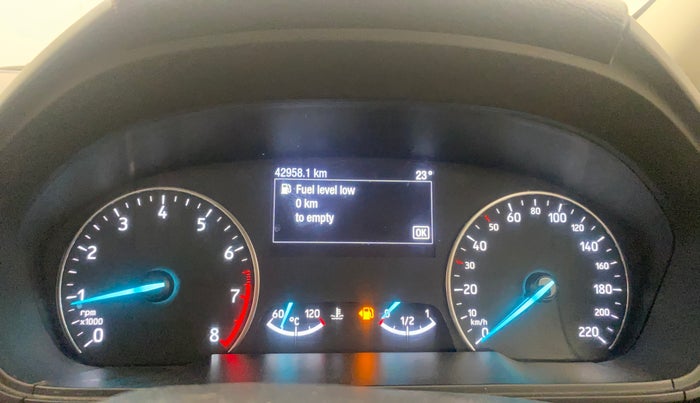 42958.1 km 23°
Fuel level low
0 km
to empty
OK
0 1 2 3 4 5 6 7 8
rpm
x1000
60 120
°C
0 1/2 1
10 20 30 40 50 60 80 100 120 140 160 180 200 220
km/h